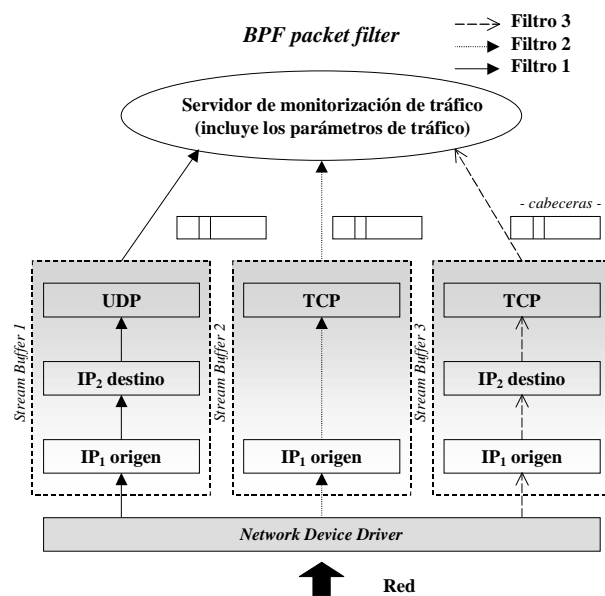 BPF packet filter
Filtro 3
Filtro 2
Filtro 1
Servidor de monitorización de tráfico
(incluye los parámetros de tráfico)
- cabeceras -
Stream Buffer 1
UDP
IP2 destino
IP1 origen
Stream Buffer 2
TCP
IP1 origen
Stream Buffer 3
TCP
IP2 destino
IP1 origen
Network Device Driver
Red